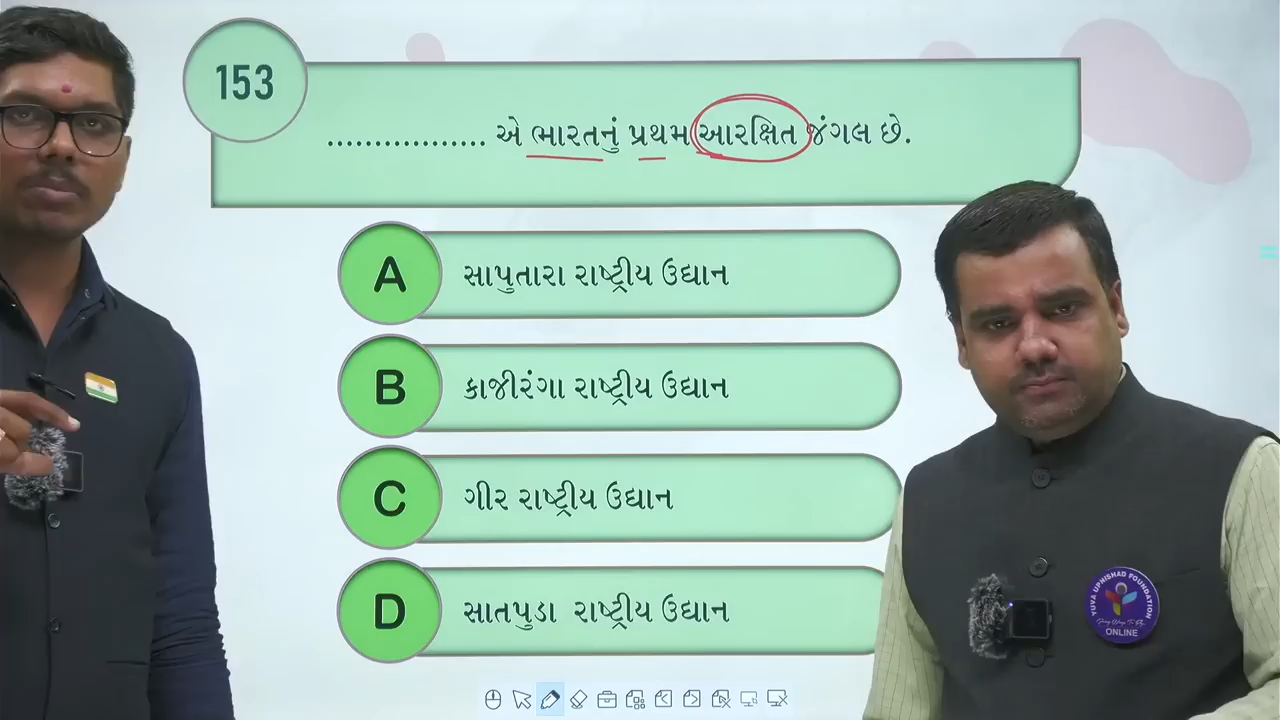 153
................ એ ભારતનું પ્રથમ આરક્ષિત જંગલ છે.
A સાપુતારા રાષ્ટ્રીય ઉદ્યાન
B કાજીરંગા રાષ્ટ્રીય ઉદ્યાન
C ગીર રાષ્ટ્રીય ઉદ્યાન
D સાતપુડા રાષ્ટ્રીય ઉદ્યાન
YUVA UPNISHAD FOUNDATION
ONLINE